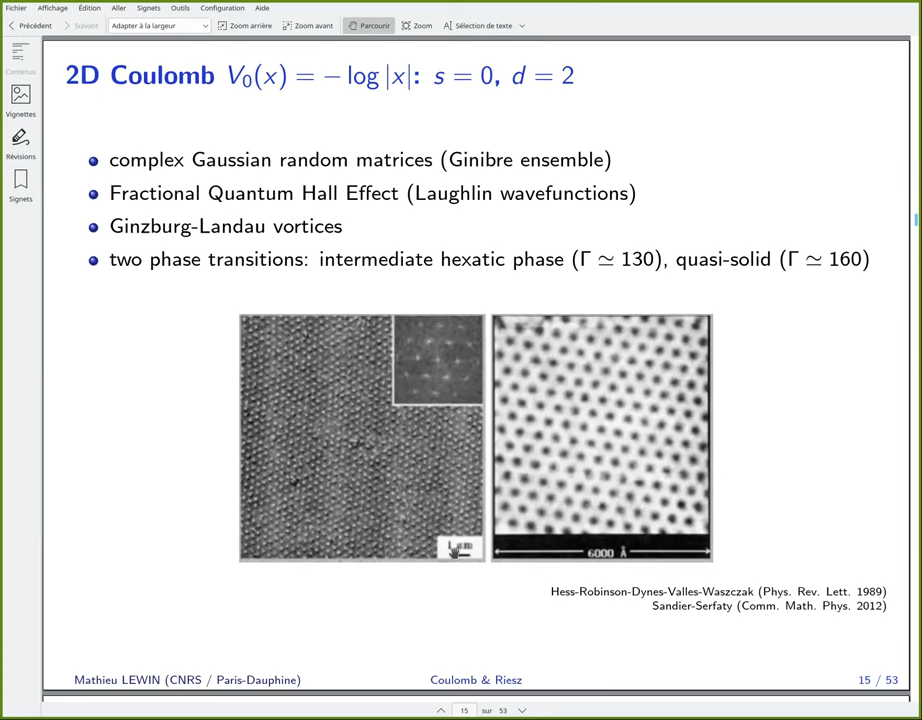 Fichier Affichage Aller Signets Édition Outils Configuration Aide
Précédent Suivant Adapter à la largeur Zoom arrière Zoom avant Parcourir Zoom Sélection de texte
Contenus
Vignettes
Révisions
Signets
2D Coulomb V₀(x) = − log |x|: s = 0, d = 2
complex Gaussian random matrices (Ginibre ensemble)
Fractional Quantum Hall Effect (Laughlin wavefunctions)
Ginzburg-Landau vortices
two phase transitions: intermediate hexatic phase (Γ ≃ 130), quasi-solid (Γ ≃ 160)
6000 Å
Hess-Robinson-Dynes-Valles-Waszczak (Phys. Rev. Lett. 1989)
Sandier-Serfaty (Comm. Math. Phys. 2012)
Mathieu LEWIN (CNRS / Paris-Dauphine) Coulomb & Riesz 15 / 53
15 sur 53